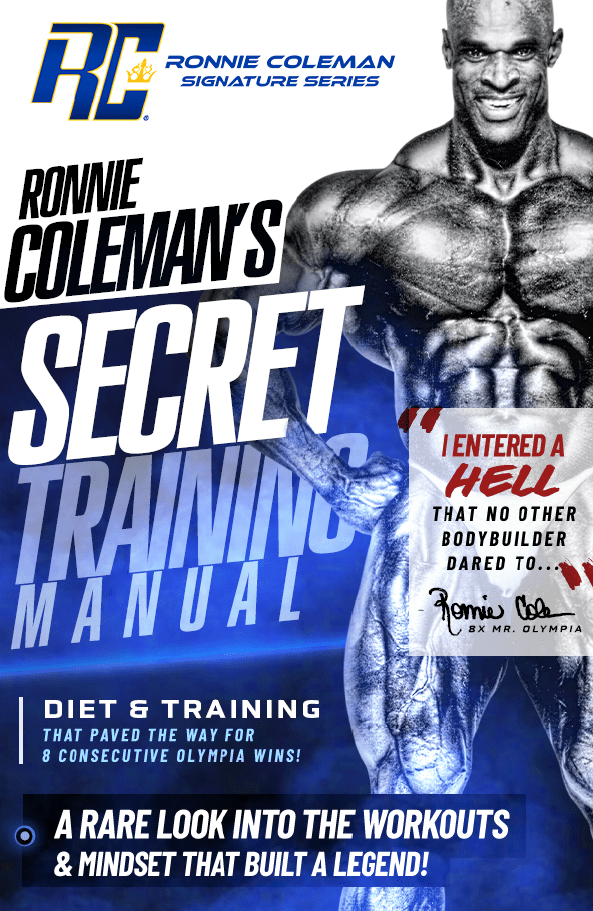 RC
RONNIE COLEMAN
SIGNATURE SERIES
RONNIE
COLEMAN'S
SECRET
TRAINING
MANUAL
"I ENTERED A
HELL
THAT NO OTHER
BODYBUILDER
DARED TO..."
- Ronnie Cole
8X MR. OLYMPIA
DIET & TRAINING
THAT PAVED THE WAY FOR
8 CONSECUTIVE OLYMPIA WINS!
A RARE LOOK INTO THE WORKOUTS
& MINDSET THAT BUILT A LEGEND!